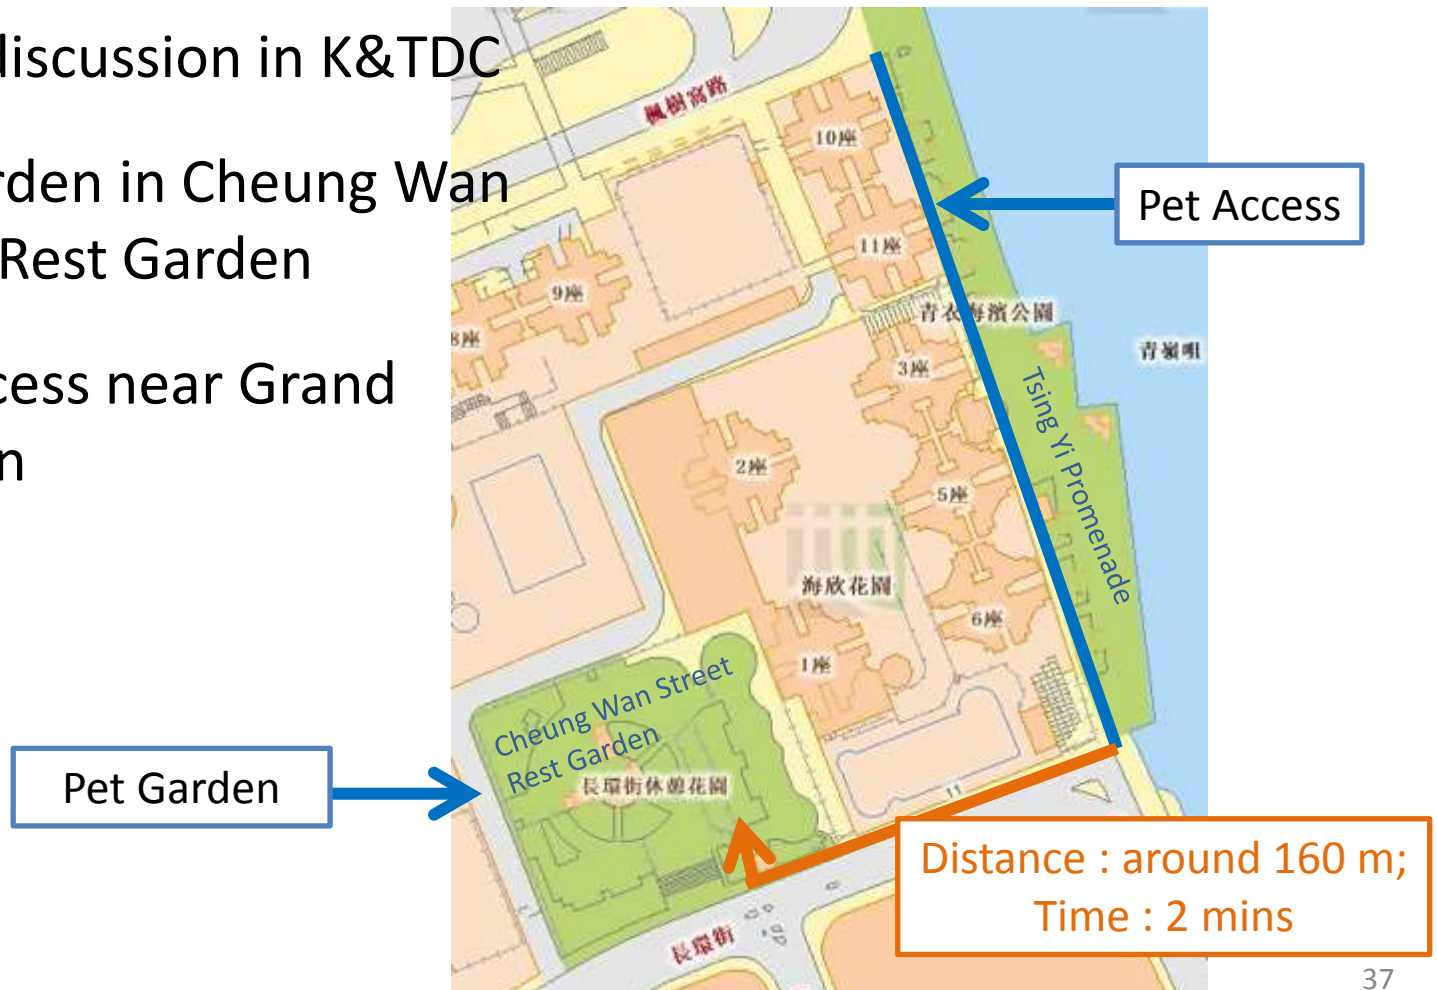 discussion in K&TDC
rden in Cheung Wan
Rest Garden
cess near Grand
n
楓樹窩路
10座
Pet Access
11座
9座
8座
青衣海濱公園
青嶺咀
3座
Tsing Yi Promenade
2座
5座
海欣花園
6座
1座
Cheung Wan Street
Rest Garden
Pet Garden
長環街休憩花園
11
Distance : around 160 m;
Time : 2 mins
長環街
37